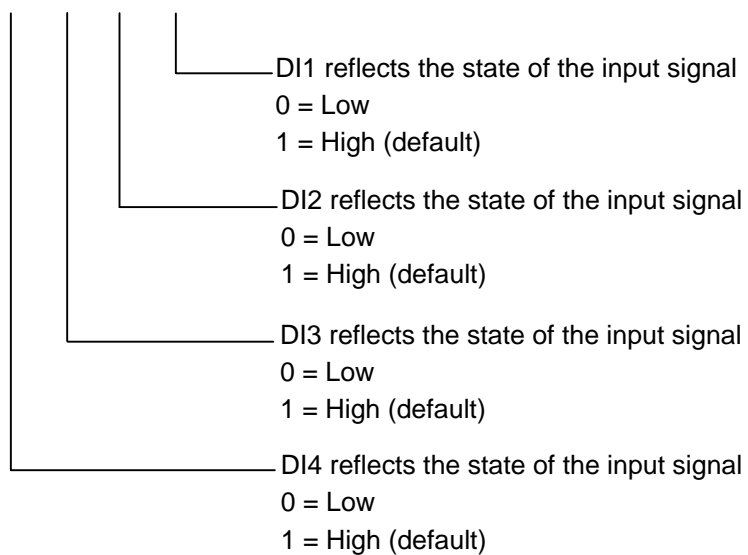 DI1 reflects the state of the input signal
0 = Low
1 = High (default)
DI2 reflects the state of the input signal
0 = Low
1 = High (default)
DI3 reflects the state of the input signal
0 = Low
1 = High (default)
DI4 reflects the state of the input signal
0 = Low
1 = High (default)